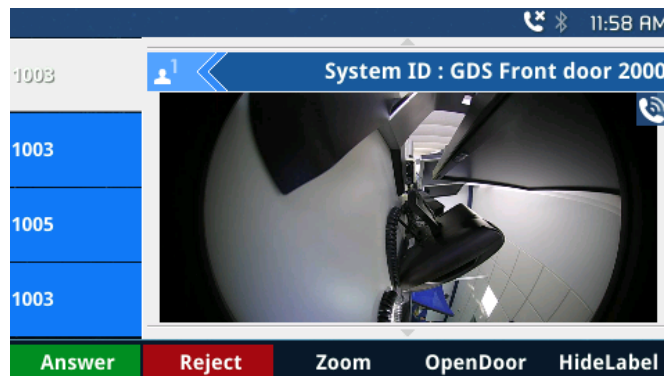 11:58 AM
1003
1
System ID : GDS Front door 2000
1003
1005
1003
Answer
Reject
Zoom
OpenDoor
HideLabel